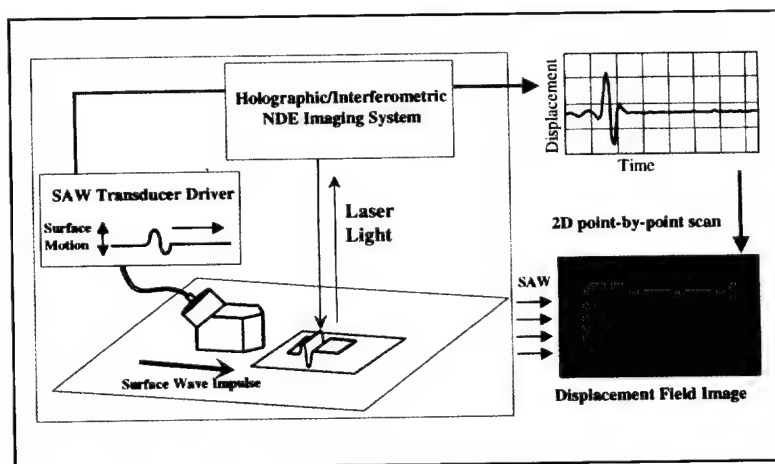 Holographic/Interferometric
NDE Imaging System
Displacement
Time
SAW Transducer Driver
Surface
Motion
Laser
Light
2D point-by-point scan
SAW
Surface Wave Impulse
Displacement Field Image